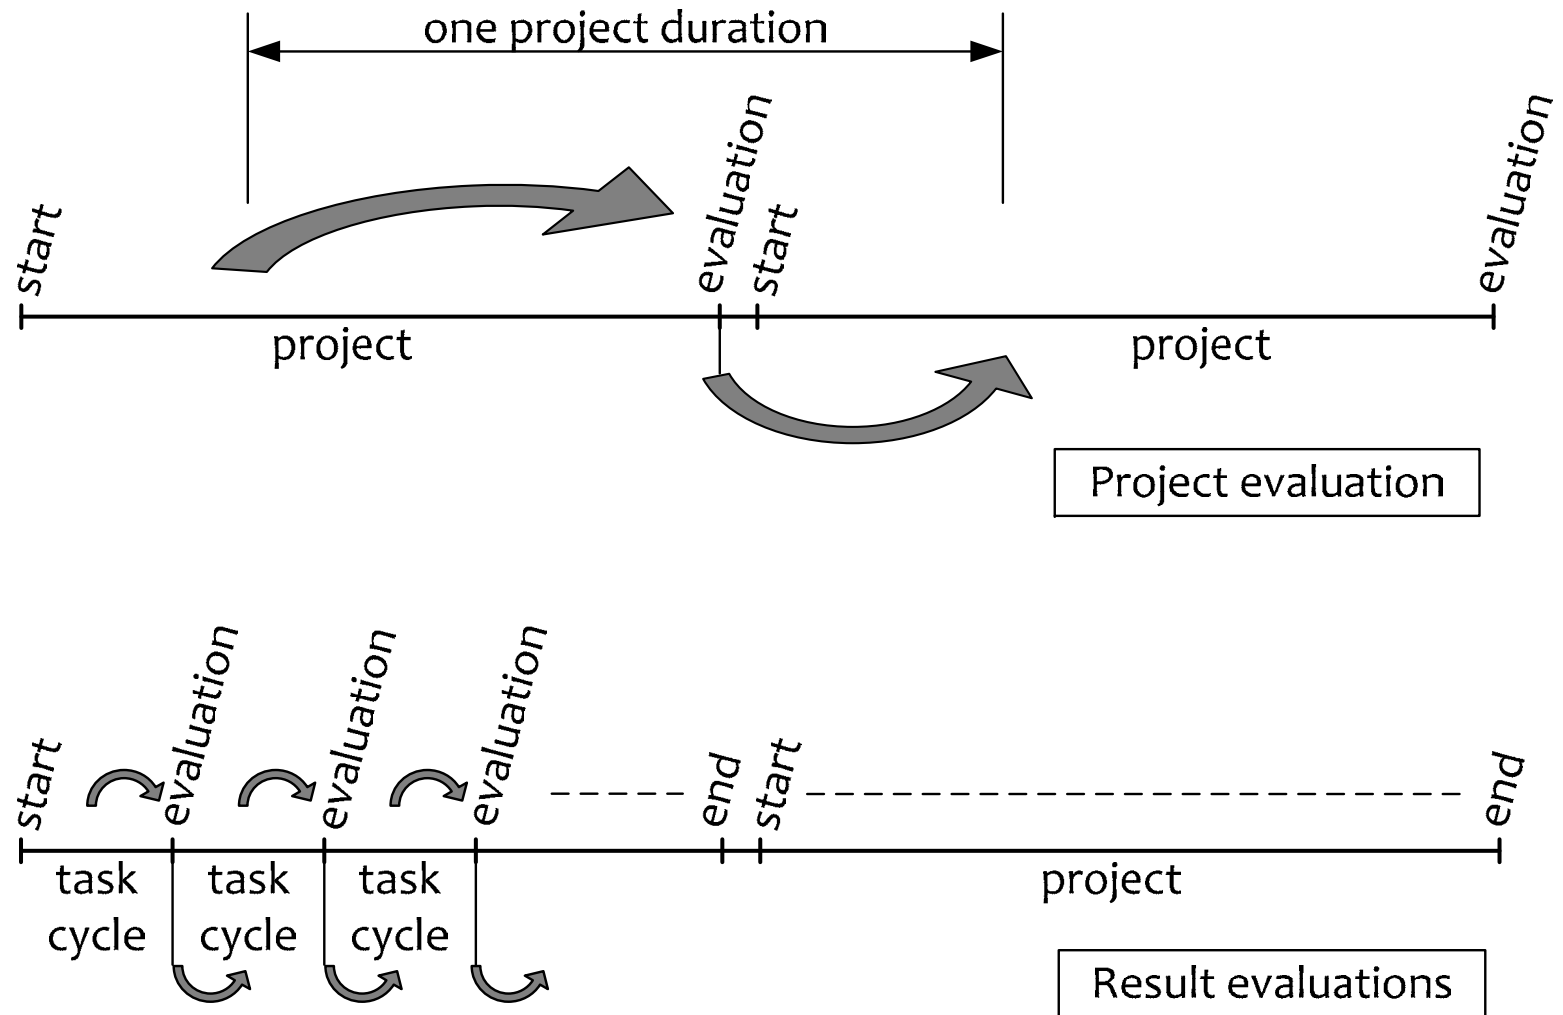 one project duration
start
evaluation
start
evaluation
project
project
Project evaluation
start
evaluation
evaluation
evaluation
end
start
end
task
cycle
task
cycle
task
cycle
project
Result evaluations